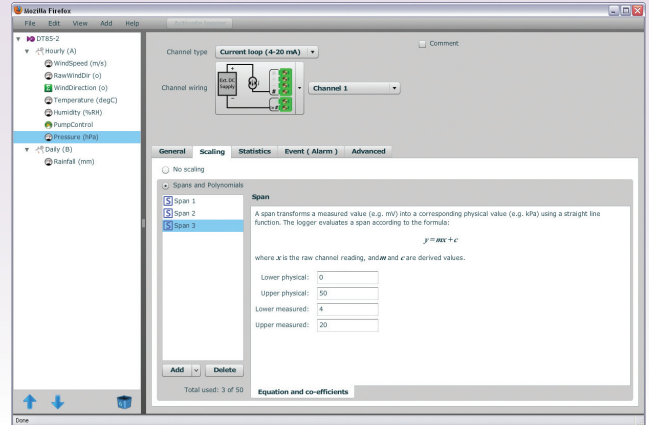 Mozilla Firefox
File Edit View Add Help
DT85-2
Hourly (A)
WindSpeed (m/s)
RawWindDir (o)
WindDirection (o)
Temperature (degC)
Humidity (%RH)
PumpControl
Pressure (hPa)
Daily (B)
Rainfall (mm)
Channel type Current loop (4-20 mA)
Comment
Channel wiring
Ext. DC
Supply
Channel 1
General Scaling Statistics Event ( Alarm ) Advanced
No scaling
Spans and Polynomials
Span 1
Span 2
Span 3
Add Delete
Total used: 3 of 50
Span
A span transforms a measured value (e.g. mV) into a corresponding physical value (e.g. kPa) using a straight line
function. The logger evaluates a span according to the formula:
y=mx+c
where x is the raw channel reading, and m and c are derived values.
Lower physical: 0
Upper physical: 50
Lower measured: 4
Upper measured: 20
Equation and co-efficients
Done